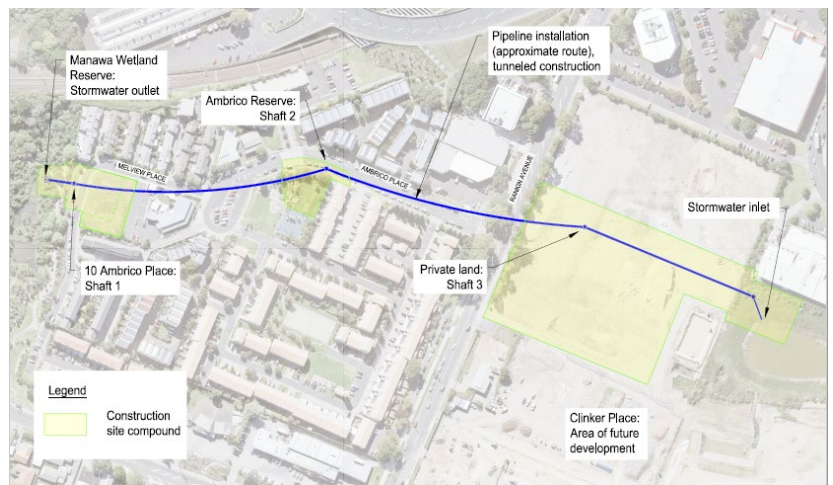 Manawa Wetland
Reserve:
Stormwater outlet
Ambrico Reserve:
Shaft 2
Pipeline installation
(approximate route),
tunneled construction
MELVIEW PLACE
AMBRICO PLACE
RANKIN AVENUE
Stormwater inlet
10 Ambrico Place:
Shaft 1
Private land:
Shaft 3
Legend
Construction
site compound
Clinker Place:
Area of future
development